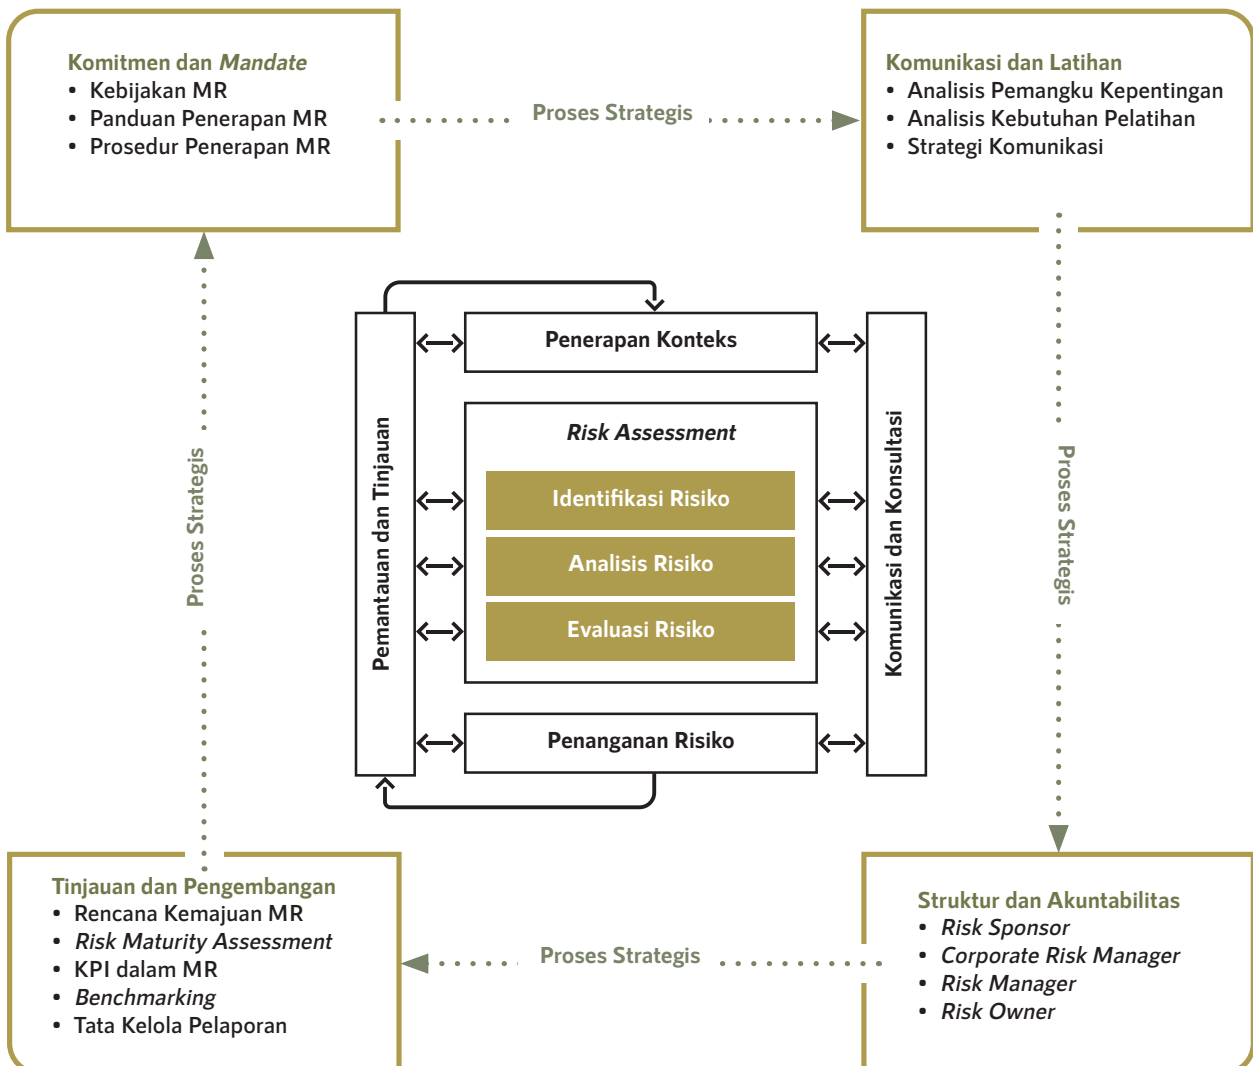 Komitmen dan Mandate
• Kebijakan MR
• Panduan Penerapan MR
• Prosedur Penerapan MR
Proses Strategis
Komunikasi dan Latihan
• Analisis Pemangku Kepentingan
• Analisis Kebutuhan Pelatihan
• Strategi Komunikasi
Proses Strategis
Pemantauan dan Tinjauan
Penerapan Konteks
Risk Assessment
Identifikasi Risiko
Analisis Risiko
Evaluasi Risiko
Penanganan Risiko
Komunikasi dan Konsultasi
Proses Strategis
Tinjauan dan Pengembangan
• Rencana Kemajuan MR
• Risk Maturity Assessment
• KPI dalam MR
• Benchmarking
• Tata Kelola Pelaporan
Proses Strategis
Struktur dan Akuntabilitas
• Risk Sponsor
• Corporate Risk Manager
• Risk Manager
• Risk Owner